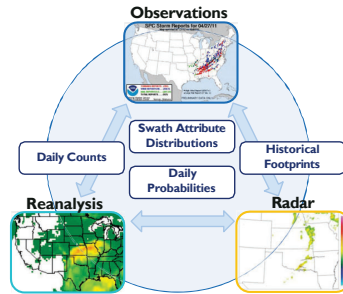 Observations
SPC Storm Reports for 04/27/11
Swath Attribute
Distributions
Daily Counts
Historical
Footprints
Daily
Probabilities
Reanalysis
Radar